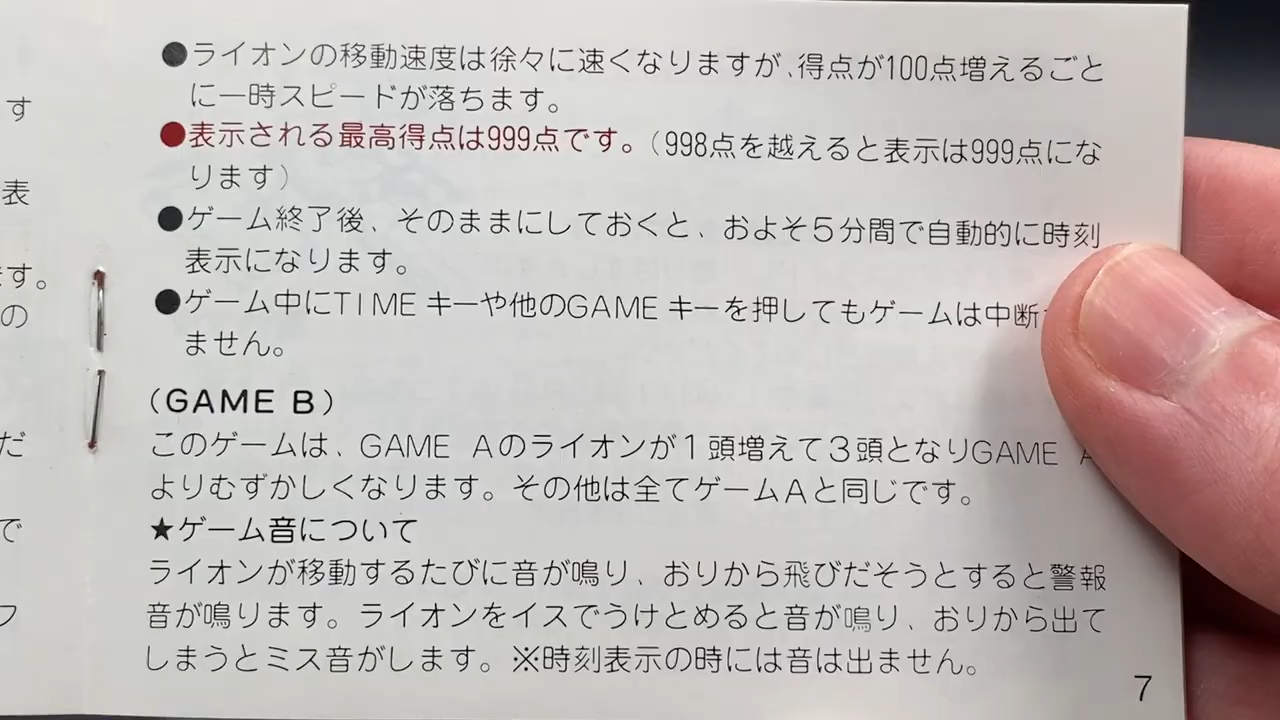 ●ライオンの移動速度は徐々に速くなりますが、得点が100点増えるごと
に一時スピードが落ちます。
●表示される最高得点は999点です。(998点を越えると表示は999点にな
ります)
●ゲーム終了後、そのままにしておくと、およそ5分間で自動的に時刻
表示になります。
●ゲーム中にTIMEキーや他のGAMEキーを押してもゲームは中断
ません。
(GAME B)
このゲームは、GAME Aのライオンが1頭増えて3頭となりGAME A
よりむずかしくなります。その他は全てゲームAと同じです。
★ゲーム音について
ライオンが移動するたびに音が鳴り、おりから飛びだそうとすると警報
音が鳴ります。ライオンをイスでうけとめると音が鳴り、おりから出て
しまうとミス音がします。※時刻表示の時には音は出ません。
7
す
表
す。
の
だ
で
フ